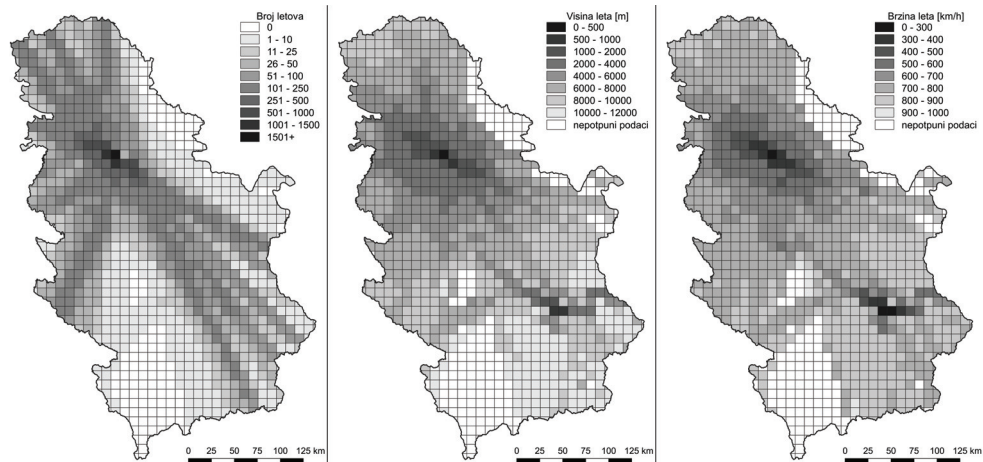 Broj letova
0
1 - 10
11 - 25
26 - 50
51 - 100
101 - 250
251 - 500
501 - 1000
1001 - 1500
1501+
0 25 50 75 100 125 km
Visina leta [m]
0 - 500
500 - 1000
1000 - 2000
2000 - 4000
4000 - 6000
6000 - 8000
8000 - 10000
10000 - 12000
nepotpuni podaci
0 25 50 75 100 125 km
Brzina leta [km/h]
0 - 300
300 - 400
400 - 500
500 - 600
600 - 700
700 - 800
800 - 900
900 - 1000
nepotpuni podaci
0 25 50 75 100 125 km